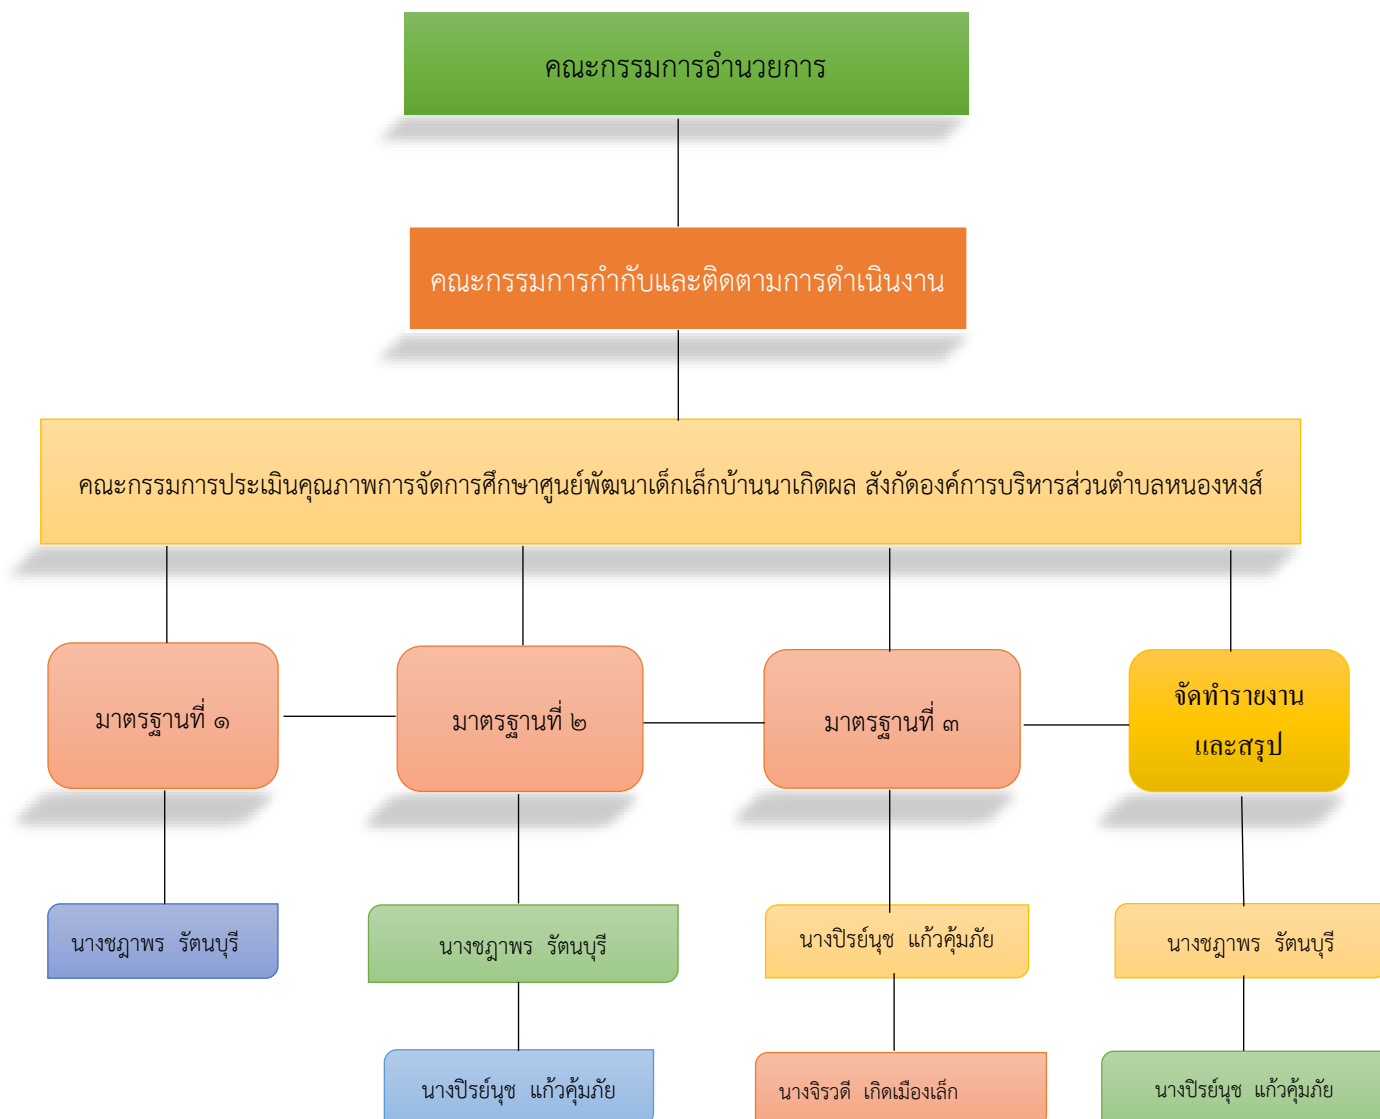 คณะกรรมการอำนวยการ
คณะกรรมการกำกับและติดตามการดำเนินงาน
คณะกรรมการประเมินคุณภาพการจัดการศึกษาศูนย์พัฒนาเด็กเล็กบ้านนาเกิดผล สังกัดองค์การบริหารส่วนตำบลหนองหงส์
มาตรฐานที่ ๑
มาตรฐานที่ ๒
มาตรฐานที่ ๓
จัดทำรายงาน
และสรุป
นางชฎาพร รัตนบุรี
นางชฎาพร รัตนบุรี
นางปิรย์นุช แก้วคุ้มภัย
นางชฎาพร รัตนบุรี
นางปิรย์นุช แก้วคุ้มภัย
นางจิรวดี เกิดเมืองเล็ก
นางปิรย์นุช แก้วคุ้มภัย